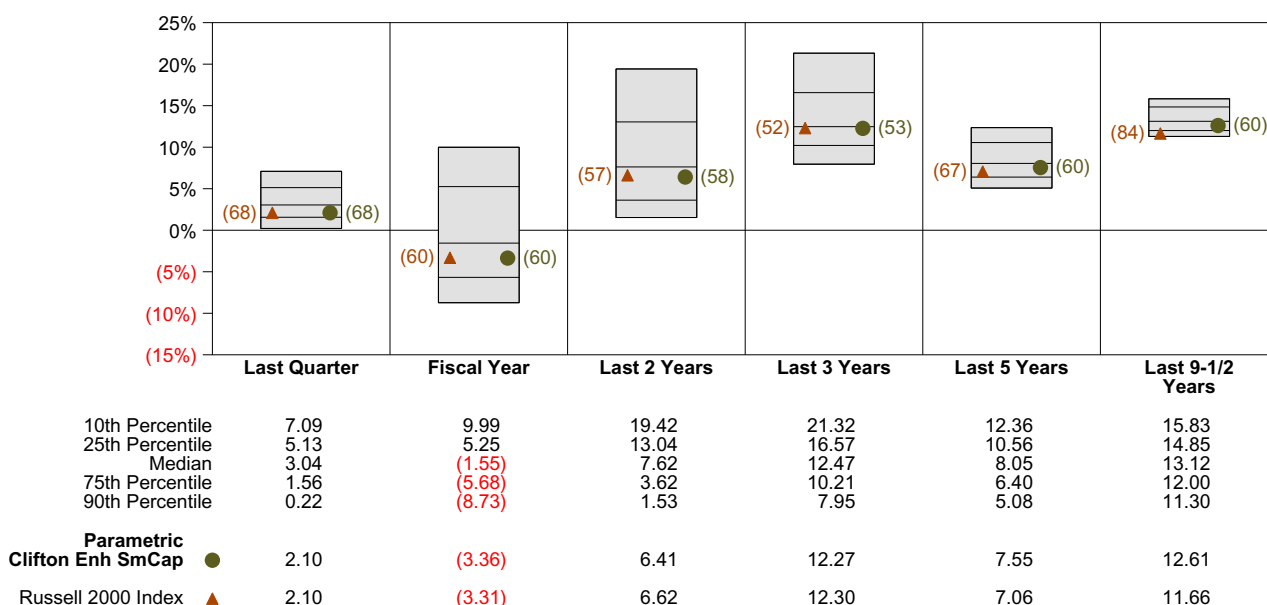 25%
20%
15%
10%
5%
0%
(5%)
(10%)
(15%)
(68) (68)
(60) (60)
(57) (58)
(52) (53)
(67) (60)
(84) (60)
Last Quarter Fiscal Year Last 2 Years Last 3 Years Last 5 Years Last 9-1/2
Years
10th Percentile 7.09 9.99 19.42 21.32 12.36 15.83
25th Percentile 5.13 5.25 13.04 16.57 10.56 14.85
Median 3.04 (1.55) 7.62 12.47 8.05 13.12
75th Percentile 1.56 (5.68) 3.62 10.21 6.40 12.00
90th Percentile 0.22 (8.73) 1.53 7.95 5.08 11.30
Parametric
Clifton Enh SmCap 2.10 (3.36) 6.41 12.27 7.55 12.61
Russell 2000 Index 2.10 (3.31) 6.62 12.30 7.06 11.66